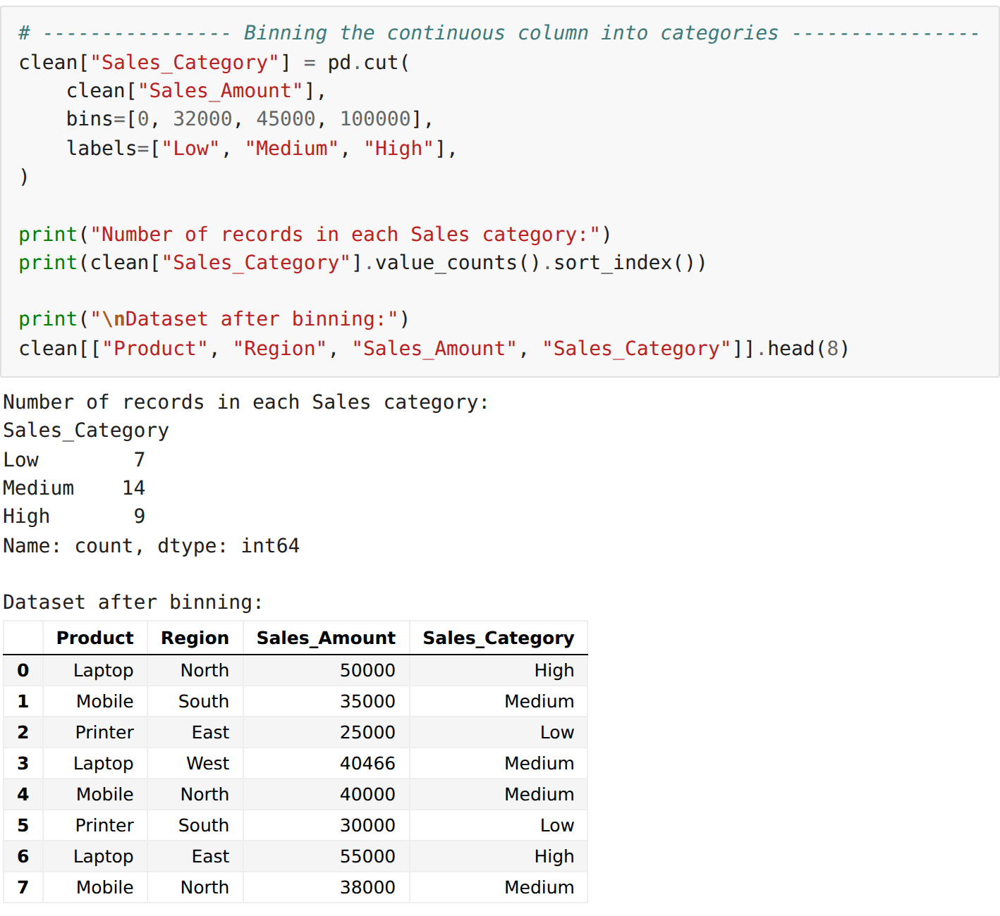 # ---------------- Binning the continuous column into categories ----------------
clean["Sales_Category"] = pd.cut(
    clean["Sales_Amount"],
    bins=[0, 32000, 45000, 100000],
    labels=["Low", "Medium", "High"],
)

print("Number of records in each Sales category:")
print(clean["Sales_Category"].value_counts().sort_index())

print("\nDataset after binning:")
clean[["Product", "Region", "Sales_Amount", "Sales_Category"]].head(8)
Number of records in each Sales category:
Sales_Category
Low        7
Medium    14
High       9
Name: count, dtype: int64

Dataset after binning:
Product Region Sales_Amount Sales_Category
0 Laptop North 50000 High
1 Mobile South 35000 Medium
2 Printer East 25000 Low
3 Laptop West 40466 Medium
4 Mobile North 40000 Medium
5 Printer South 30000 Low
6 Laptop East 55000 High
7 Mobile North 38000 Medium